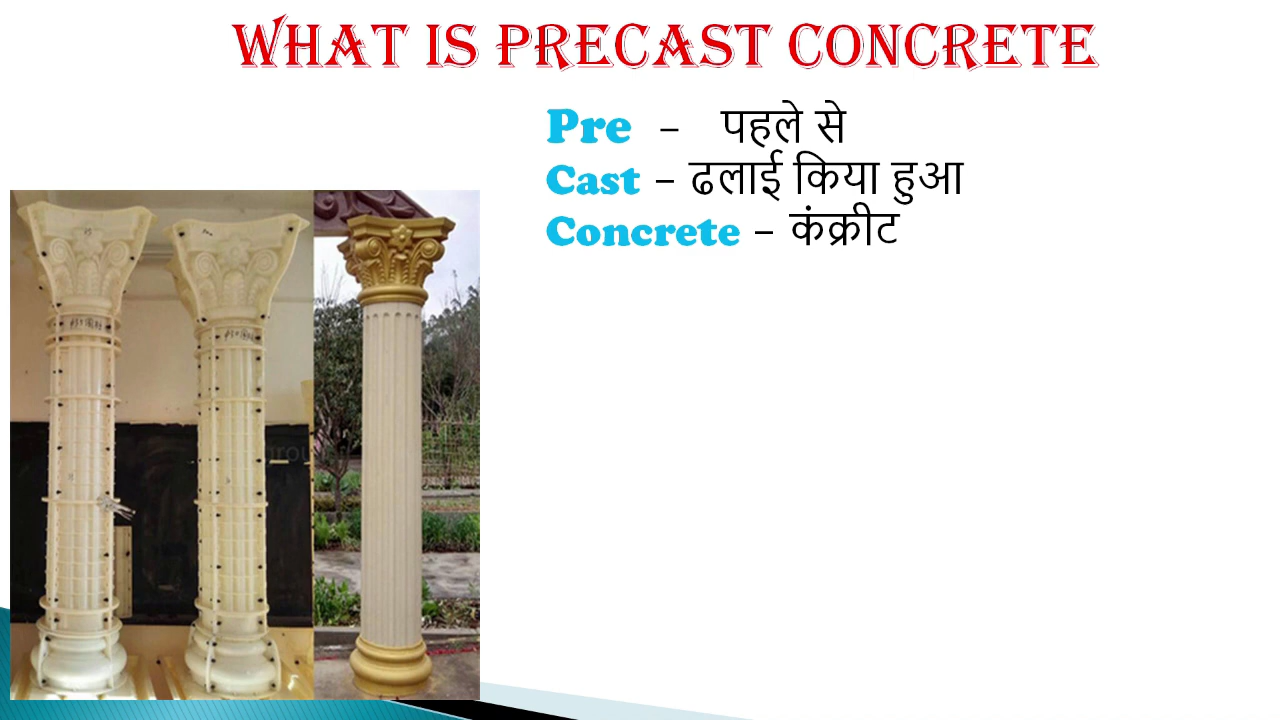 WHAT IS PRECAST CONCRETE
Pre – पहले से
Cast – ढलाई किया हुआ
Concrete – कंक्रीट